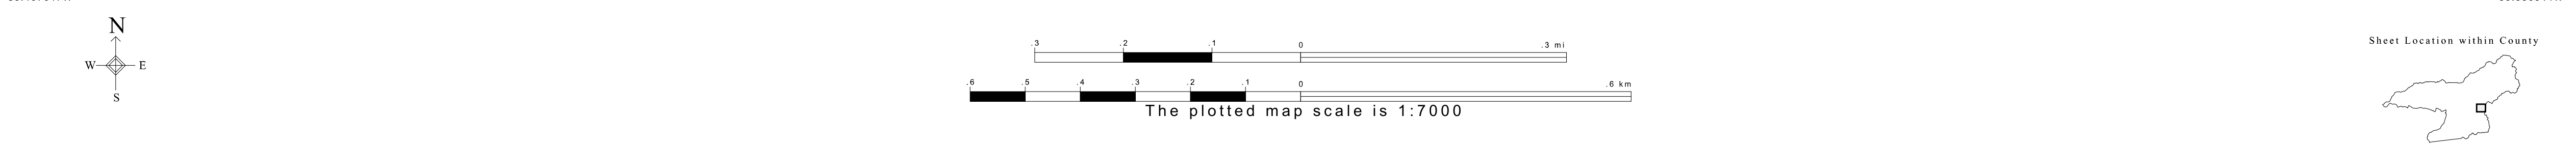 N
W E
S
.3 .2 .1 0 .3 mi
.6 .5 .4 .3 .2 .1 0 .6 km
The plotted map scale is 1:7000
Sheet Location within County